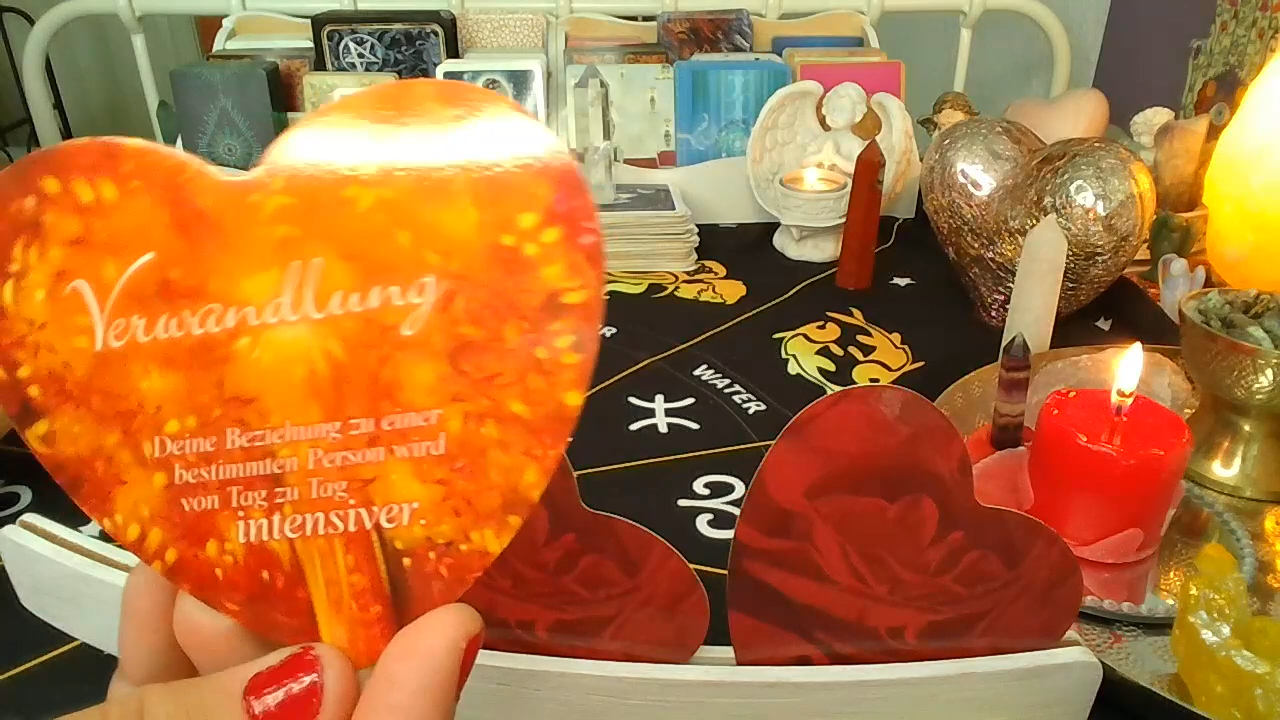 Verwandlung
Deine Beziehung zu einer
bestimmten Person wird
von Tag zu Tag
intensiver.
WATER